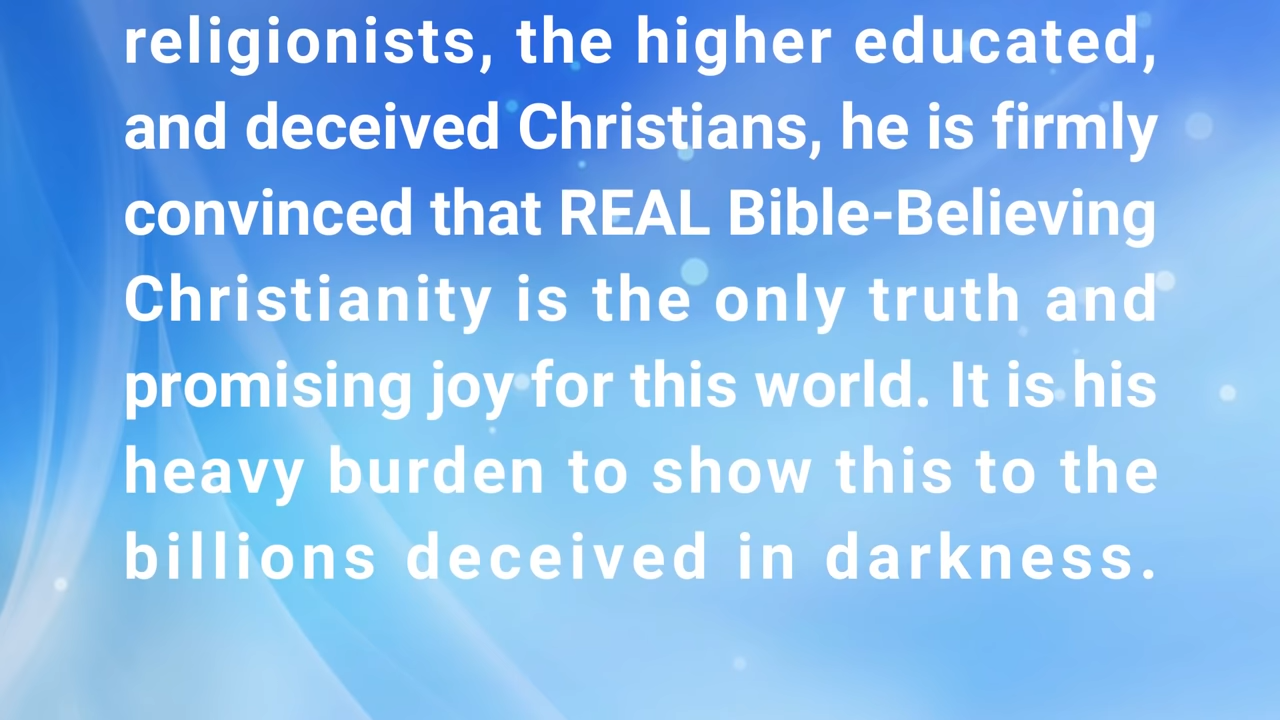 religionists, the higher educated,
and deceived Christians, he is firmly
convinced that REAL Bible-Believing
Christianity is the only truth and
promising joy for this world. It is his
heavy burden to show this to the
billions deceived in darkness.